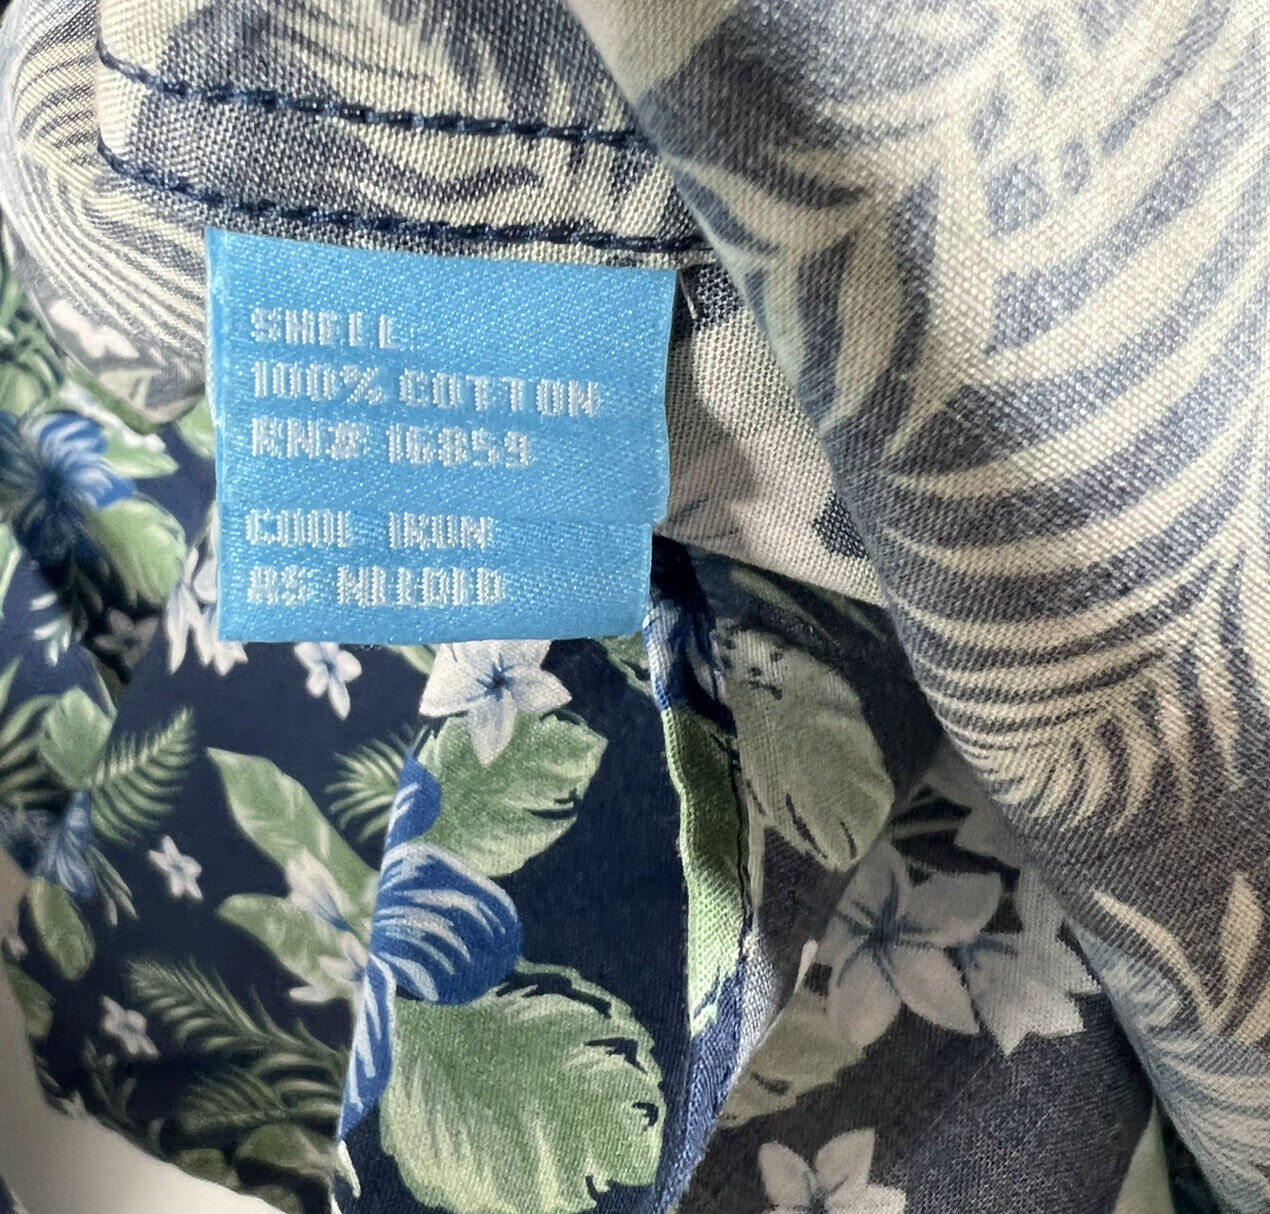 SHELL
100% COTTON
RN# 16859
COOL IRON
AS NEEDED